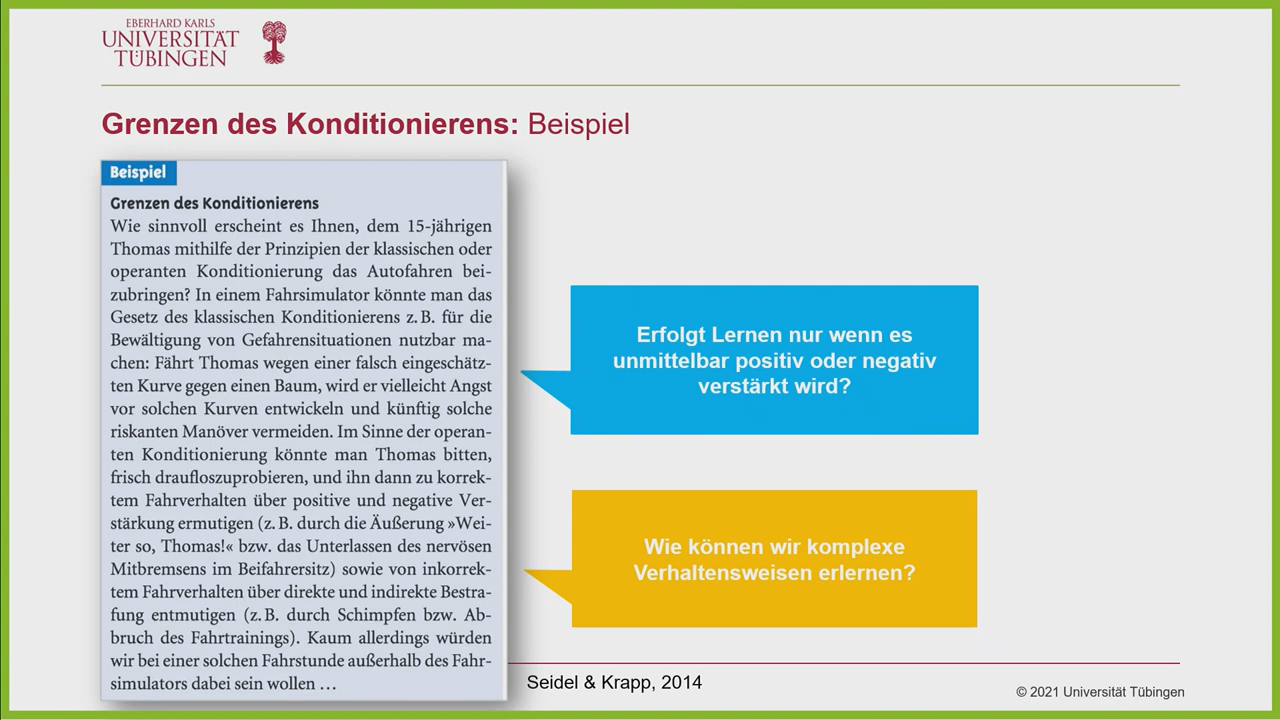 EBERHARD KARLS
UNIVERSITÄT
TÜBINGEN
Grenzen des Konditionierens: Beispiel
Beispiel
Grenzen des Konditionierens
Wie sinnvoll erscheint es Ihnen, dem 15-jährigen
Thomas mithilfe der Prinzipien der klassischen oder
operanten Konditionierung das Autofahren bei-
zubringen? In einem Fahrsimulator könnte man das
Gesetz des klassischen Konditionierens z. B. für die
Bewältigung von Gefahrensituationen nutzbar ma-
chen: Fährt Thomas wegen einer falsch eingeschätz-
ten Kurve gegen einen Baum, wird er vielleicht Angst
vor solchen Kurven entwickeln und künftig solche
riskanten Manöver vermeiden. Im Sinne der operan-
ten Konditionierung könnte man Thomas bitten,
frisch draufloszuprobieren, und ihn dann zu korrek-
tem Fahrverhalten über positive und negative Ver-
stärkung ermutigen (z. B. durch die Äußerung »Wei-
ter so, Thomas!« bzw. das Unterlassen des nervösen
Mitbremsens im Beifahrersitz) sowie von inkorrek-
tem Fahrverhalten über direkte und indirekte Bestra-
fung entmutigen (z. B. durch Schimpfen bzw. Ab-
bruch des Fahrtrainings). Kaum allerdings würden
wir bei einer solchen Fahrstunde außerhalb des Fahr-
simulators dabei sein wollen …
Erfolgt Lernen nur wenn es
unmittelbar positiv oder negativ
verstärkt wird?
Wie können wir komplexe
Verhaltensweisen erlernen?
Seidel & Krapp, 2014
© 2021 Universität Tübingen